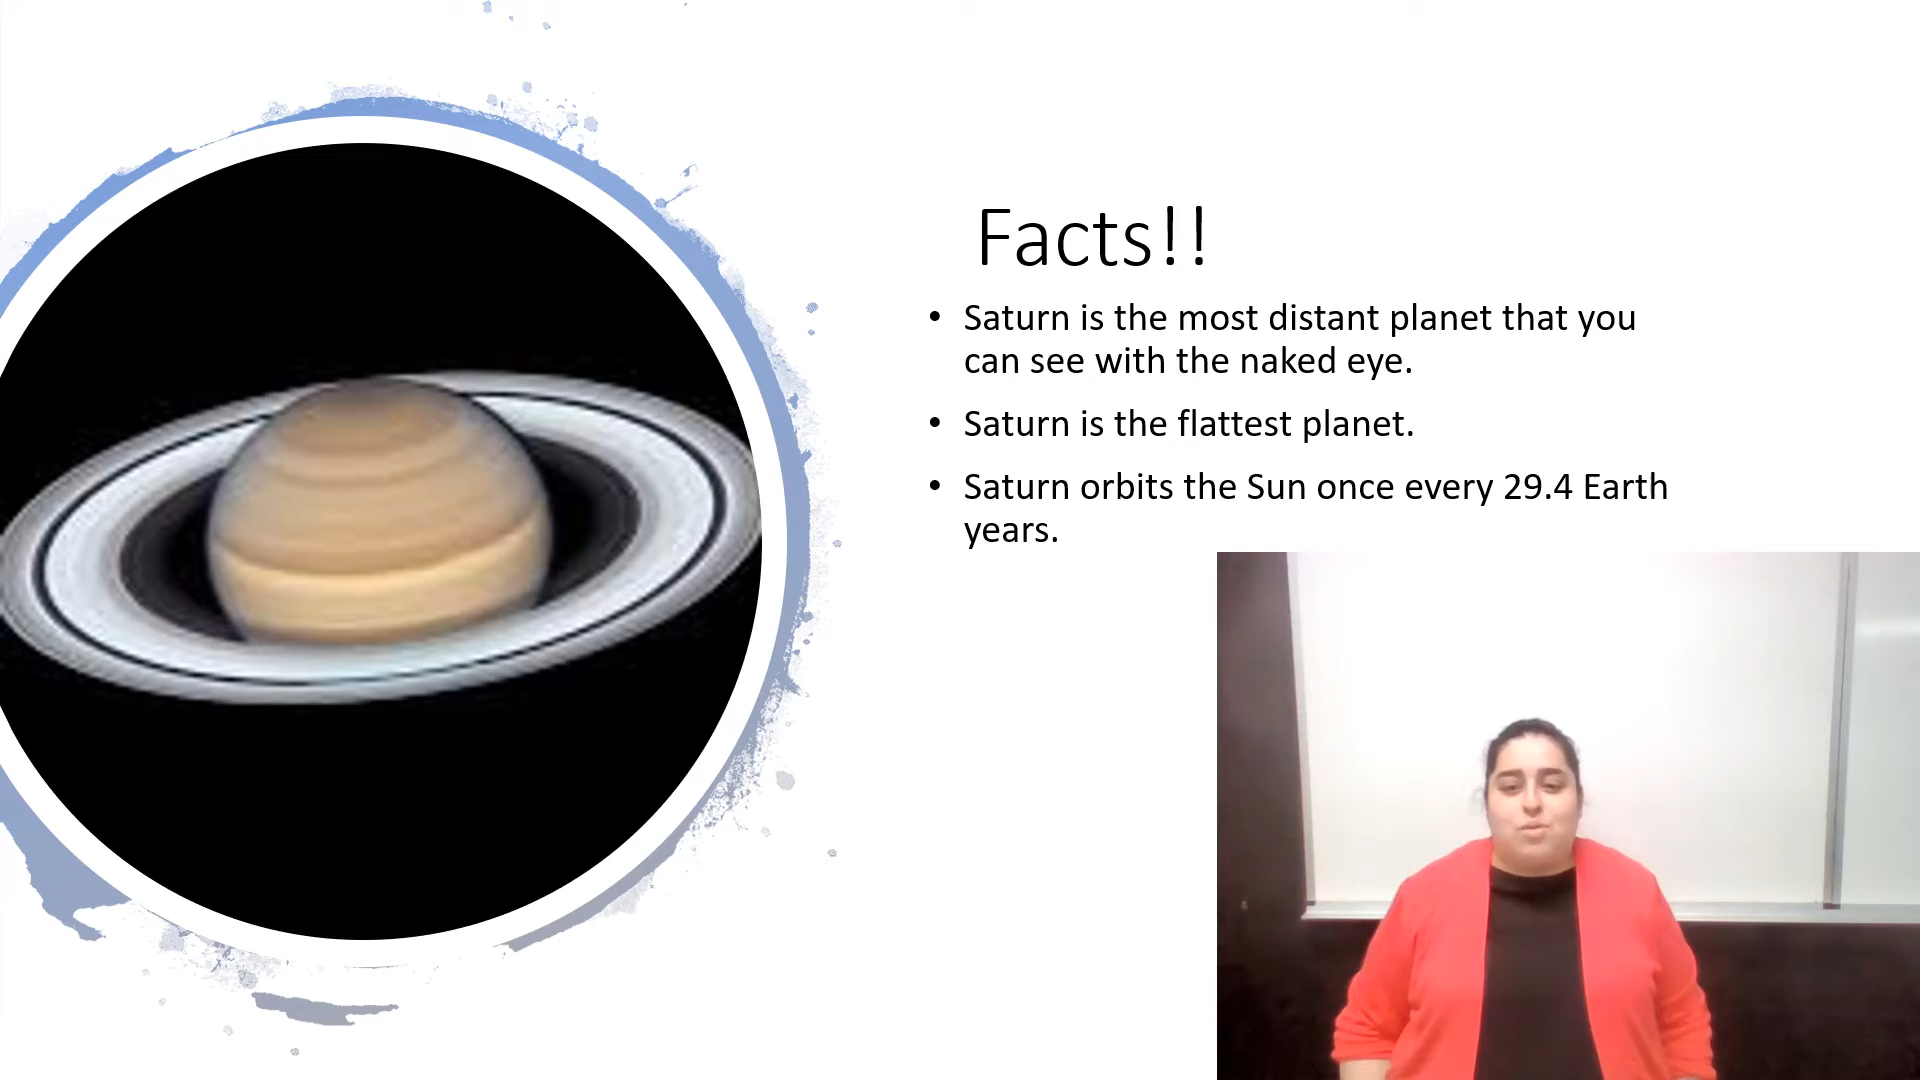 Facts!!
• Saturn is the most distant planet that you
can see with the naked eye.
• Saturn is the flattest planet.
• Saturn orbits the Sun once every 29.4 Earth
years.